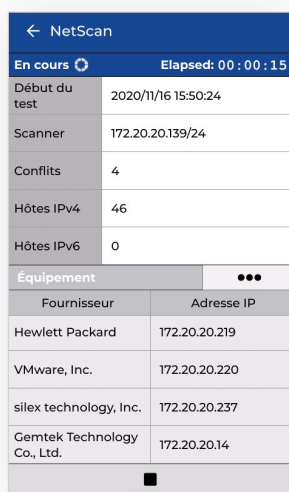 ← NetScan
En cours Elapsed: 00:00:15
Début du
test 2020/11/16 15:50:24
Scanner 172.20.20.139/24
Conflits 4
Hôtes IPv4 46
Hôtes IPv6 0
Équipement •••
Fournisseur Adresse IP
Hewlett Packard 172.20.20.219
VMware, Inc. 172.20.20.220
silex technology, Inc. 172.20.20.237
Gemtek Technology
Co., Ltd. 172.20.20.14